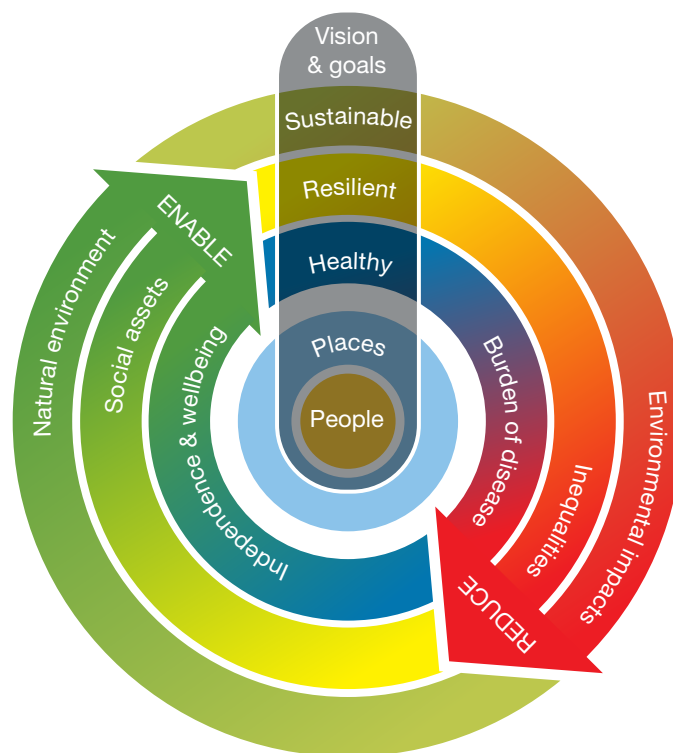 Vision
& goals
Sustainable
Resilient
Healthy
Places
People
ENABLE
Natural environment
Social assets
Independence & wellbeing
Burden of disease
Inequalities
Environmental impacts
REDUCE